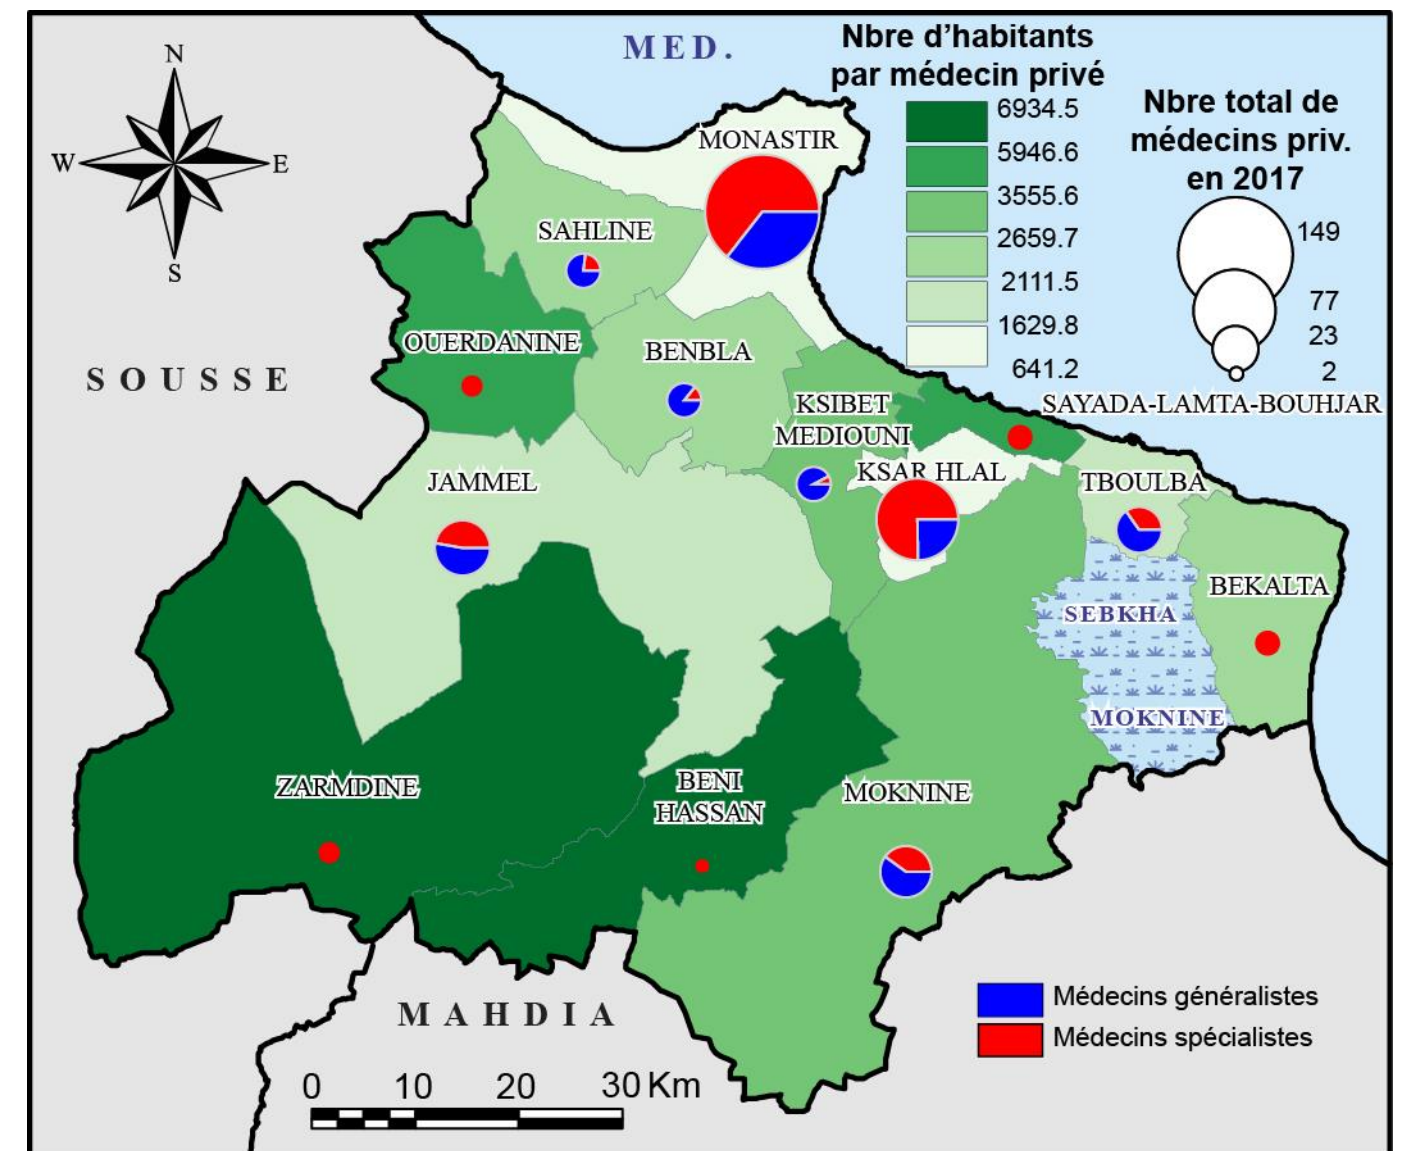 MED.
Nbre d’habitants
par médecin privé
6934.5
5946.6
3555.6
2659.7
2111.5
1629.8
641.2
Nbre total de
médecins priv.
en 2017
149
77
23
2
N
W
E
S
MONASTIR
SAHLINE
OUERDANINE
BENBLA
SOUSSE
KSIBET
MEDIOUNI
SAYADA-LAMTA-BOUHJAR
KSAR HLAL
JAMMEL
TBOULBA
BEKALTA
SEBKHA
MOKNINE
ZARMDINE
BENI
HASSAN
MOKNINE
MAHDIA
Médecins généralistes
Médecins spécialistes
0 10 20 30 Km